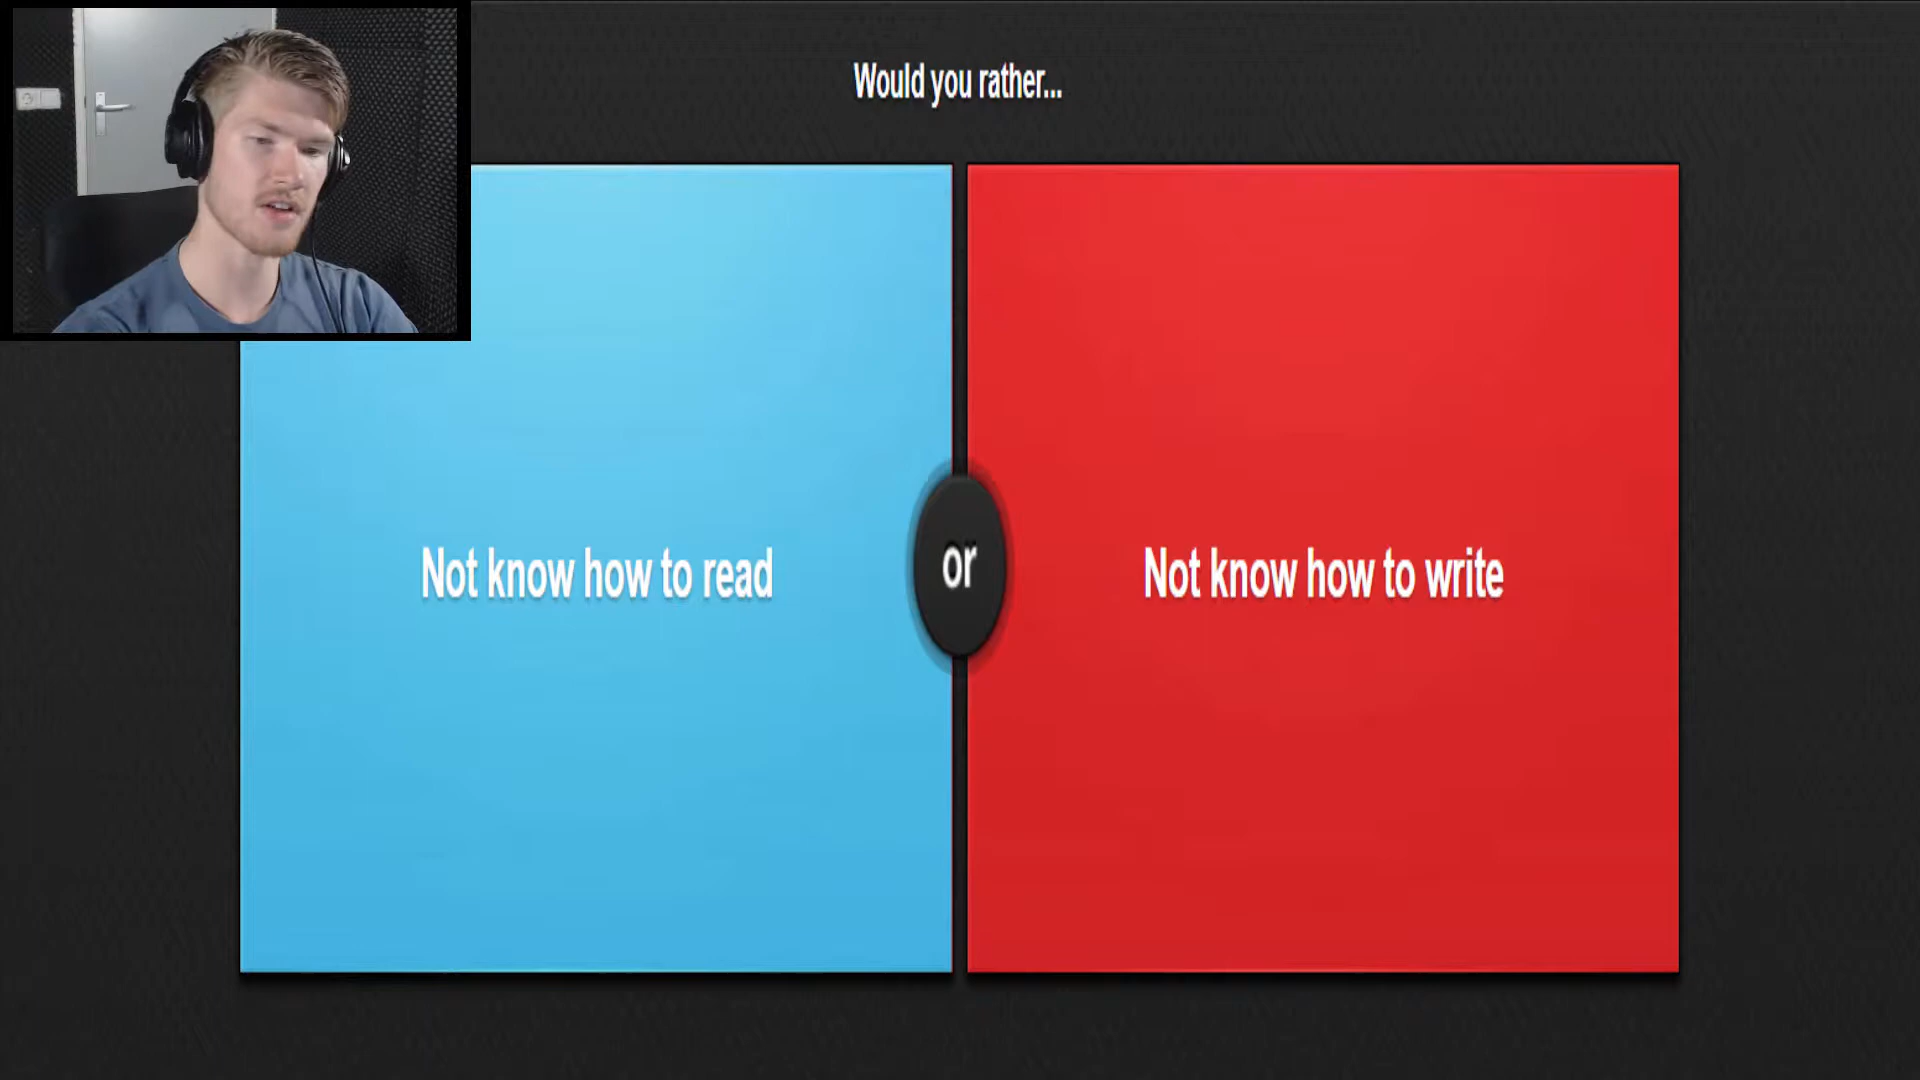 Would you rather...
Not know how to read
or
Not know how to write